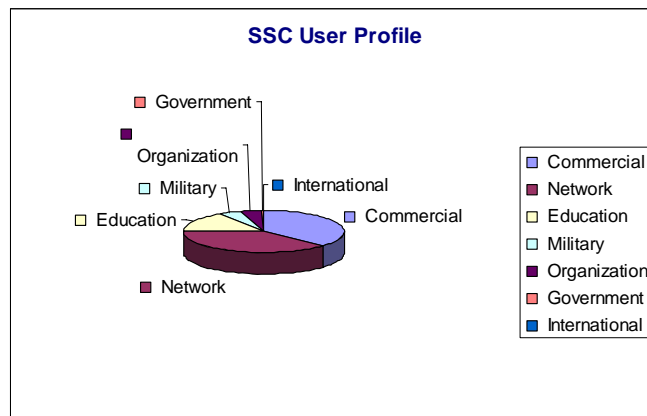 SSC User Profile
Government
Organization
Military
International
Education
Commercial
Network
Commercial
Network
Education
Military
Organization
Government
International